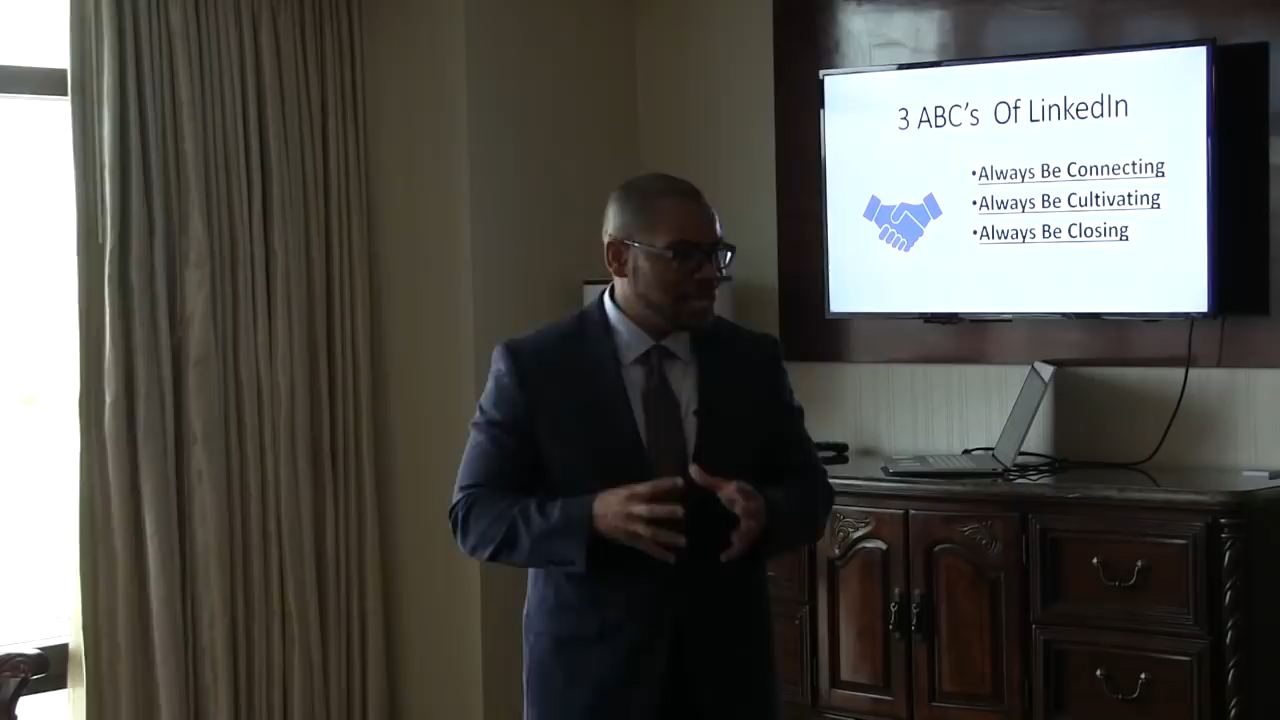 3 ABC's Of LinkedIn
•Always Be Connecting
•Always Be Cultivating
•Always Be Closing